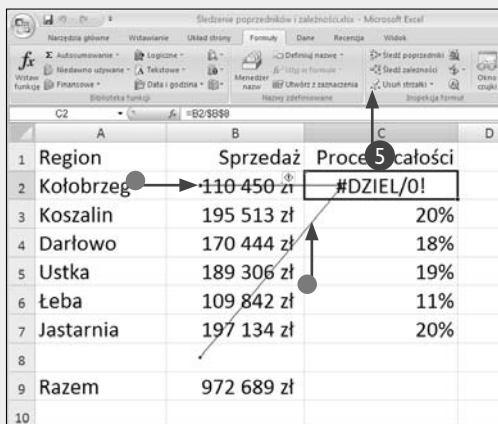 Śledzenie poprzedników i zależności.xlsx - Microsoft Excel
Narzędzia główne Wstawianie Układ strony Formuły Dane Recenzja Widok
fx Σ Autosumowanie Logiczne Definiuj nazwę Śledź poprzedniki
Wstaw funkcję Niedawno używane A Tekstowe Menedżer nazw Użyj w formule Śledź zależności Okno czujki
Finansowe Data i godzina Utwórz z zaznaczenia Usuń strzałki
Biblioteka funkcji Nazwy zdefiniowane Inspekcja formuł
C2 fx =B2/$B$8
A B C D
1 Region Sprzedaż Proce 5 całości
2 Kołobrzeg 110 450 zł #DZIEL/0!
3 Koszalin 195 513 zł 20%
4 Darłowo 170 444 zł 18%
5 Ustka 189 306 zł 19%
6 Łeba 109 842 zł 11%
7 Jastarnia 197 134 zł 20%
8
9 Razem 972 689 zł
10